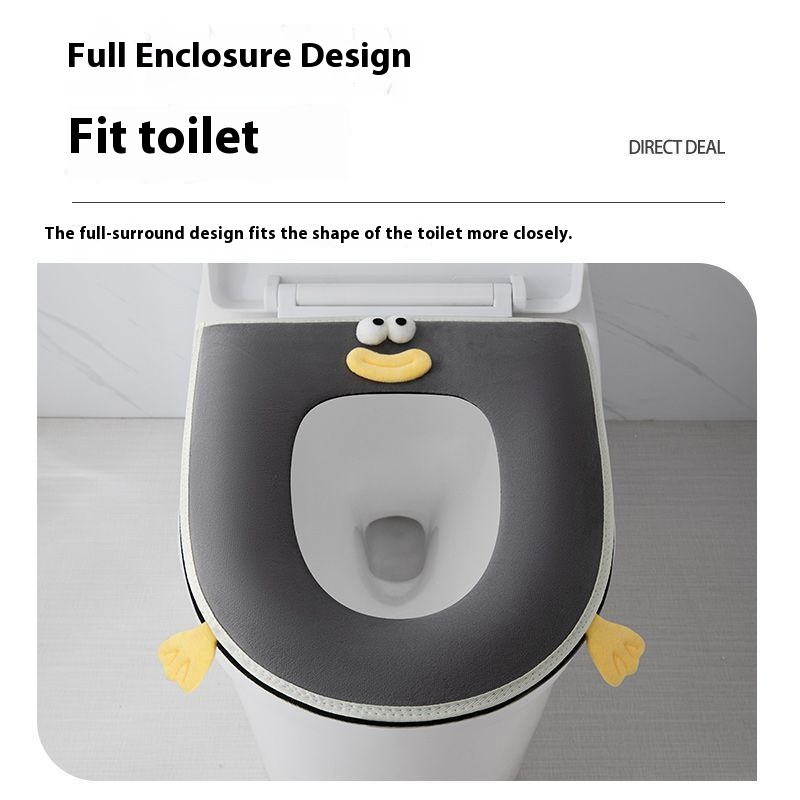 Full Enclosure Design
Fit toilet
DIRECT DEAL
The full-surround design fits the shape of the toilet more closely.